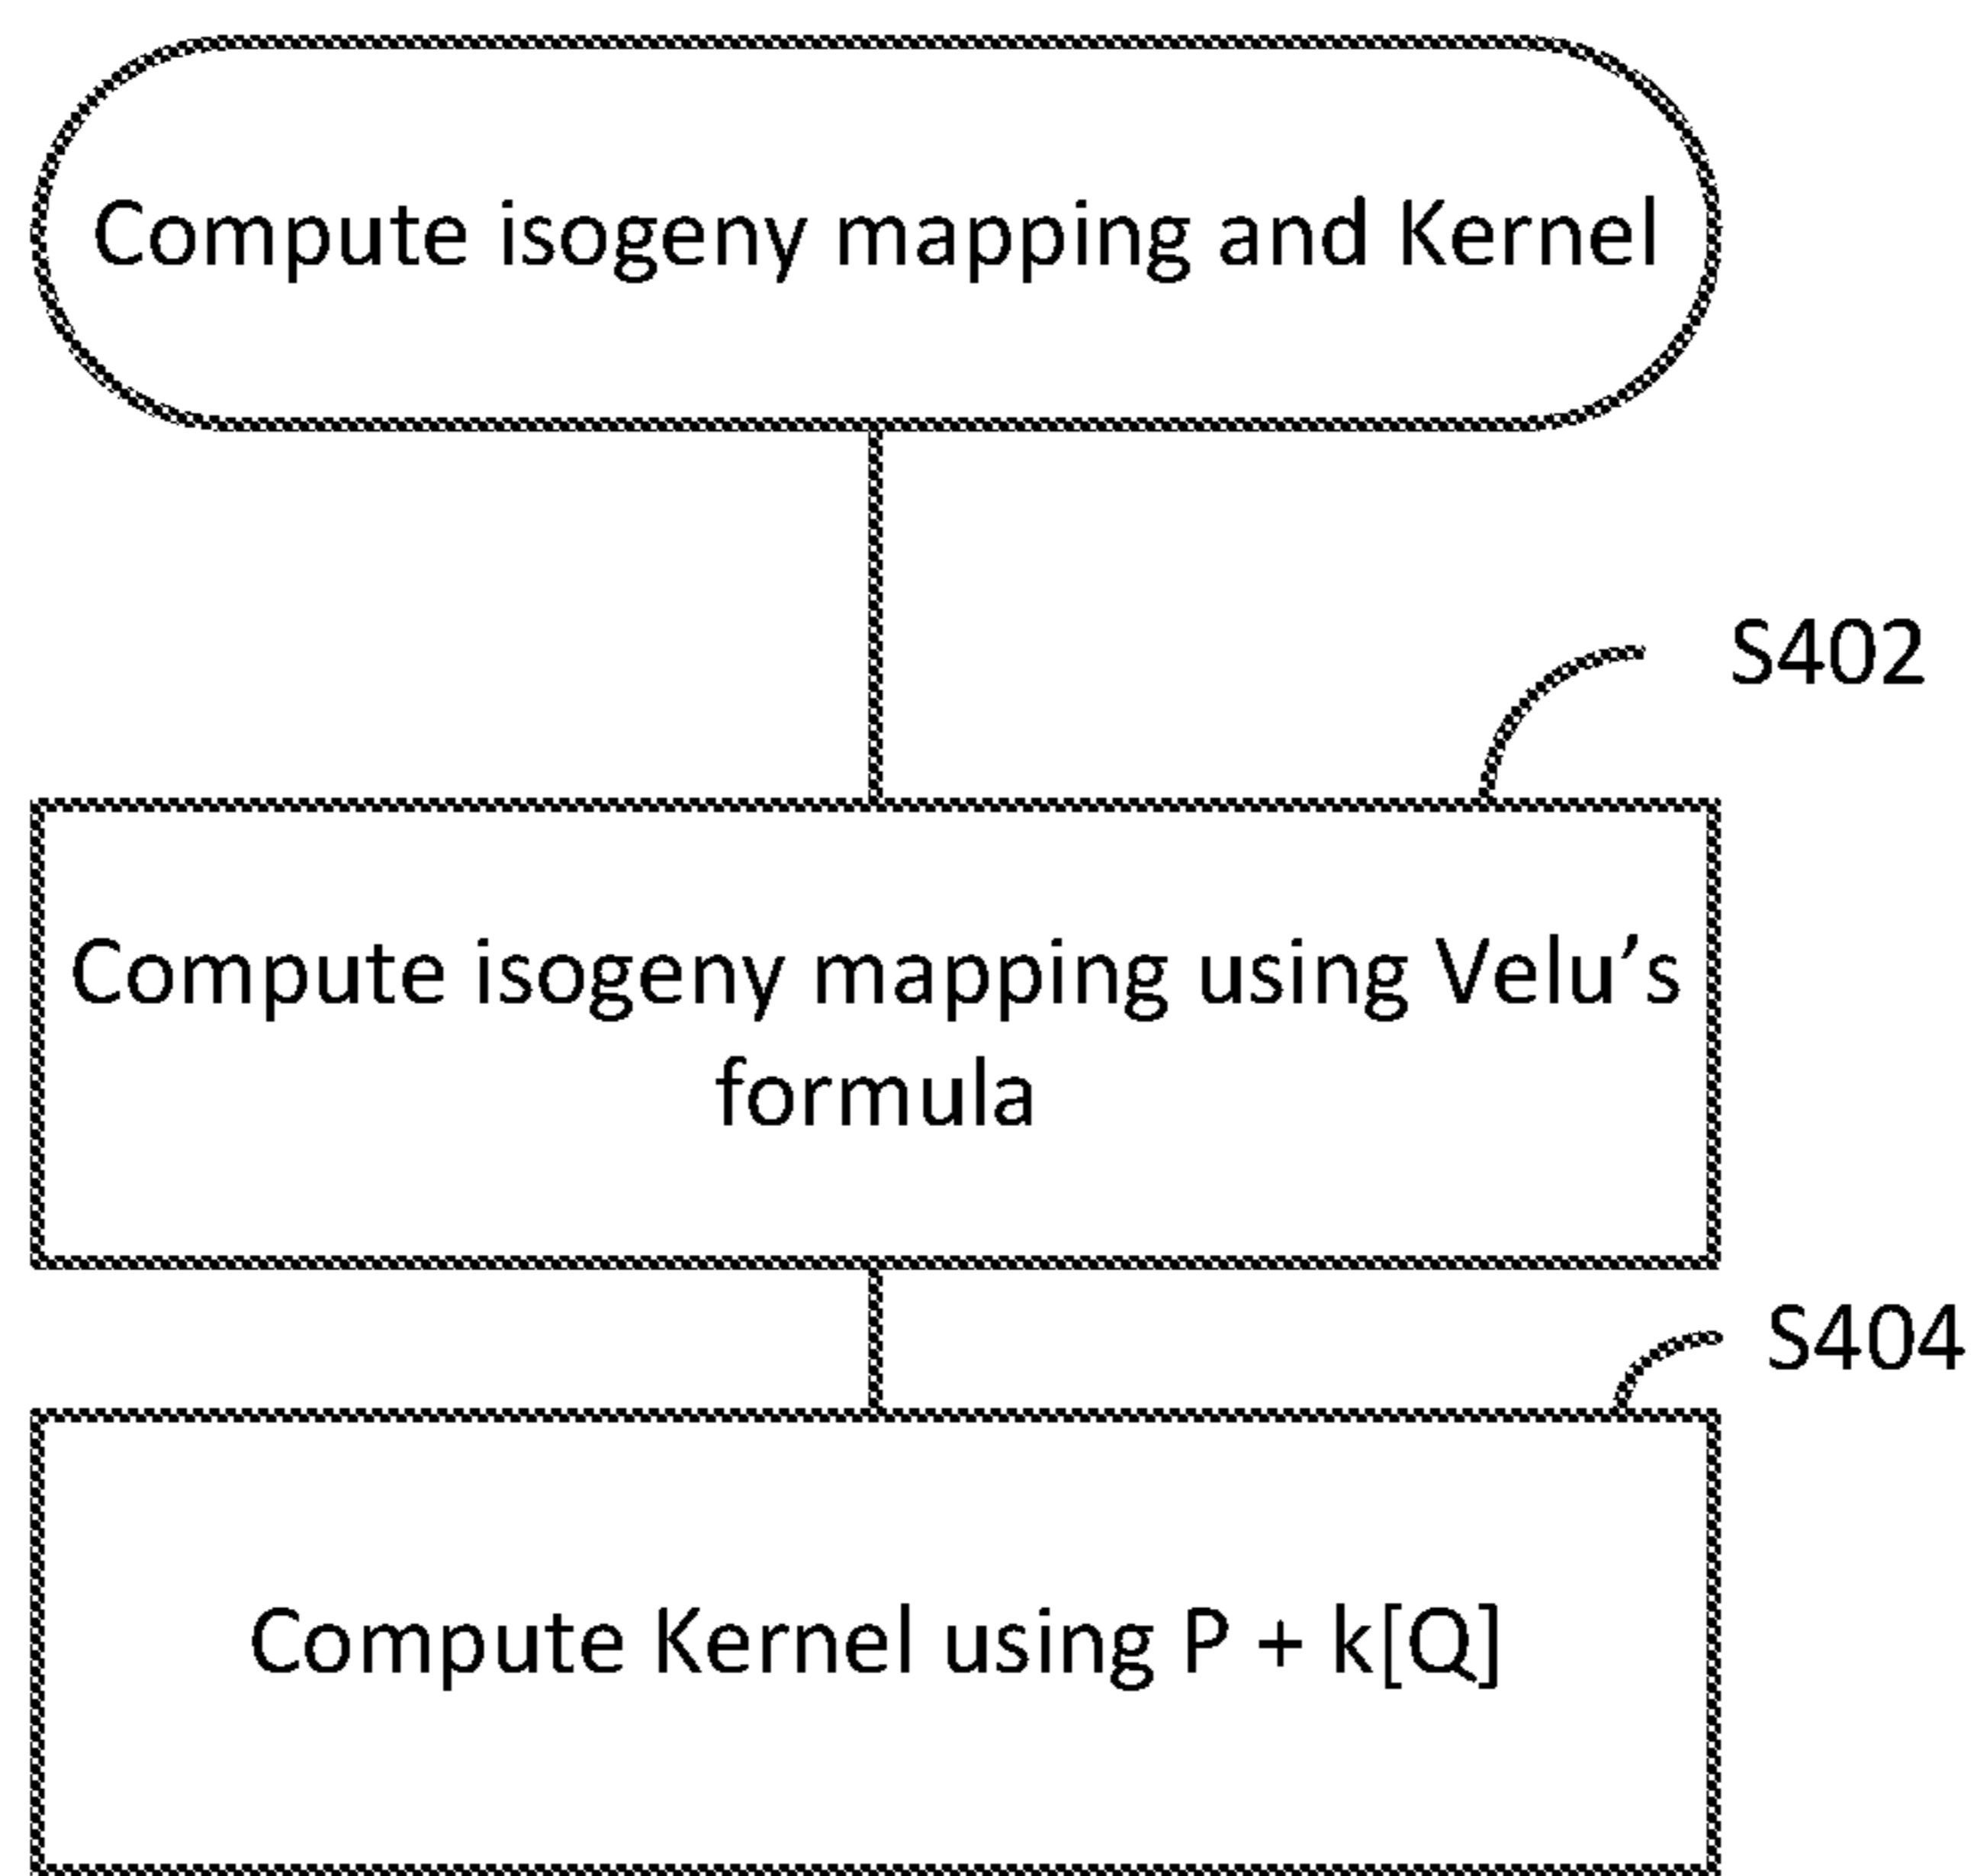 Compute isogeny mapping and Kernel
S402
Compute isogeny mapping using Velu's
formula
S404
Compute Kernel using P + k[Q]